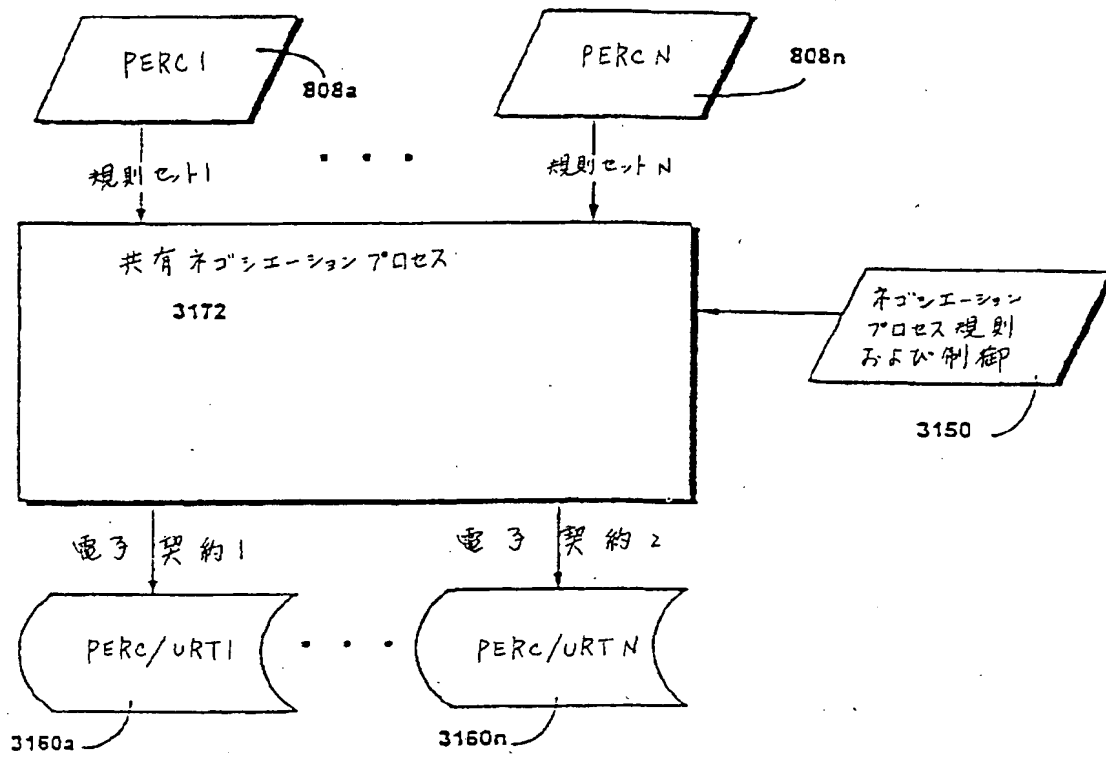 PERC 1
808a
PERC N
808n
規則セット1
規則セットN
共有ネゴシエーションプロセス
3172
ネゴシエーション
プロセス規則
および制御
3150
電子契約1
電子契約2
PERC/URT1
PERC/URTN
3160a
3160n